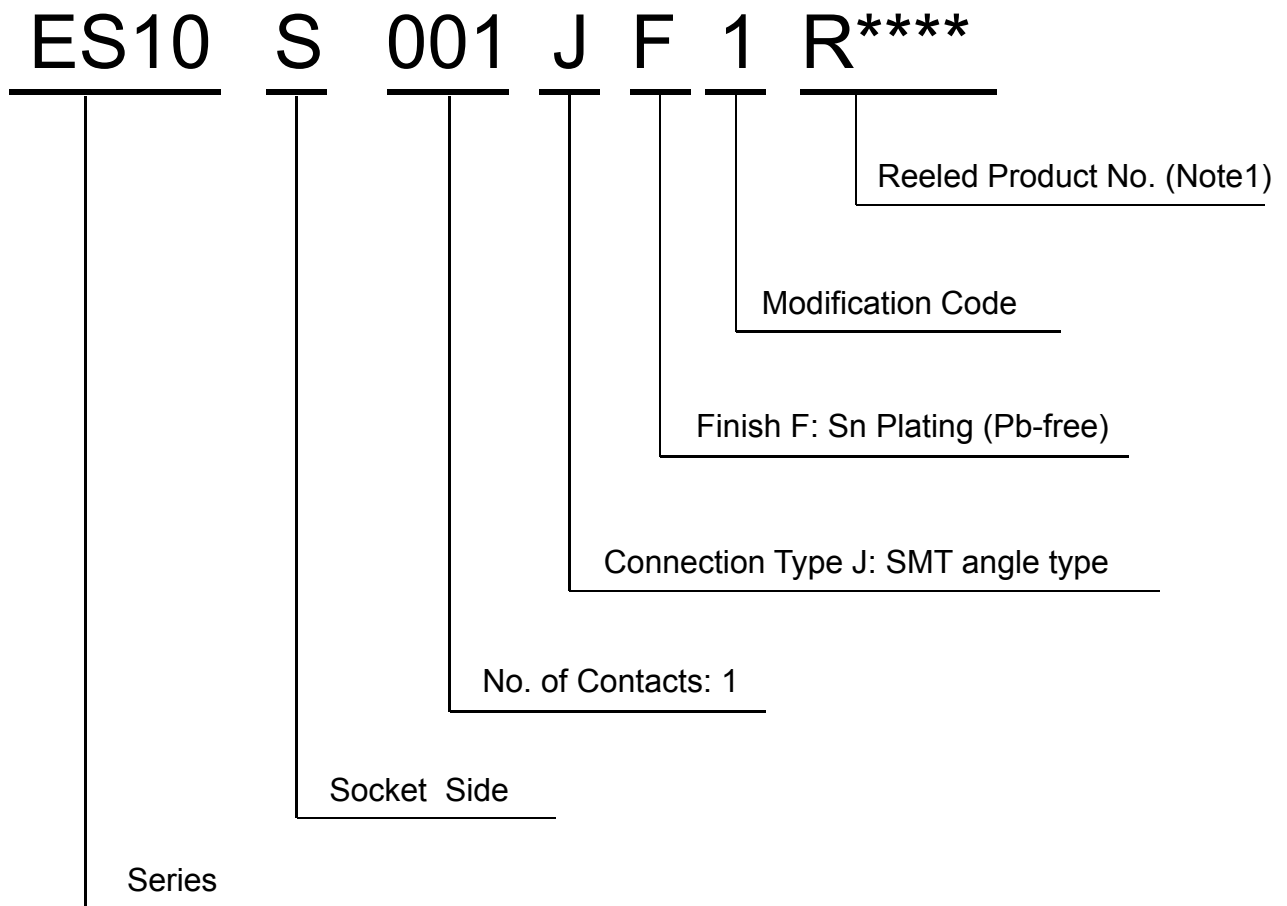 ES10 S 001 J F 1 R****
Reeled Product No. (Note1)
Modification Code
Finish F: Sn Plating (Pb-free)
Connection Type J: SMT angle type
No. of Contacts: 1
Socket Side
Series